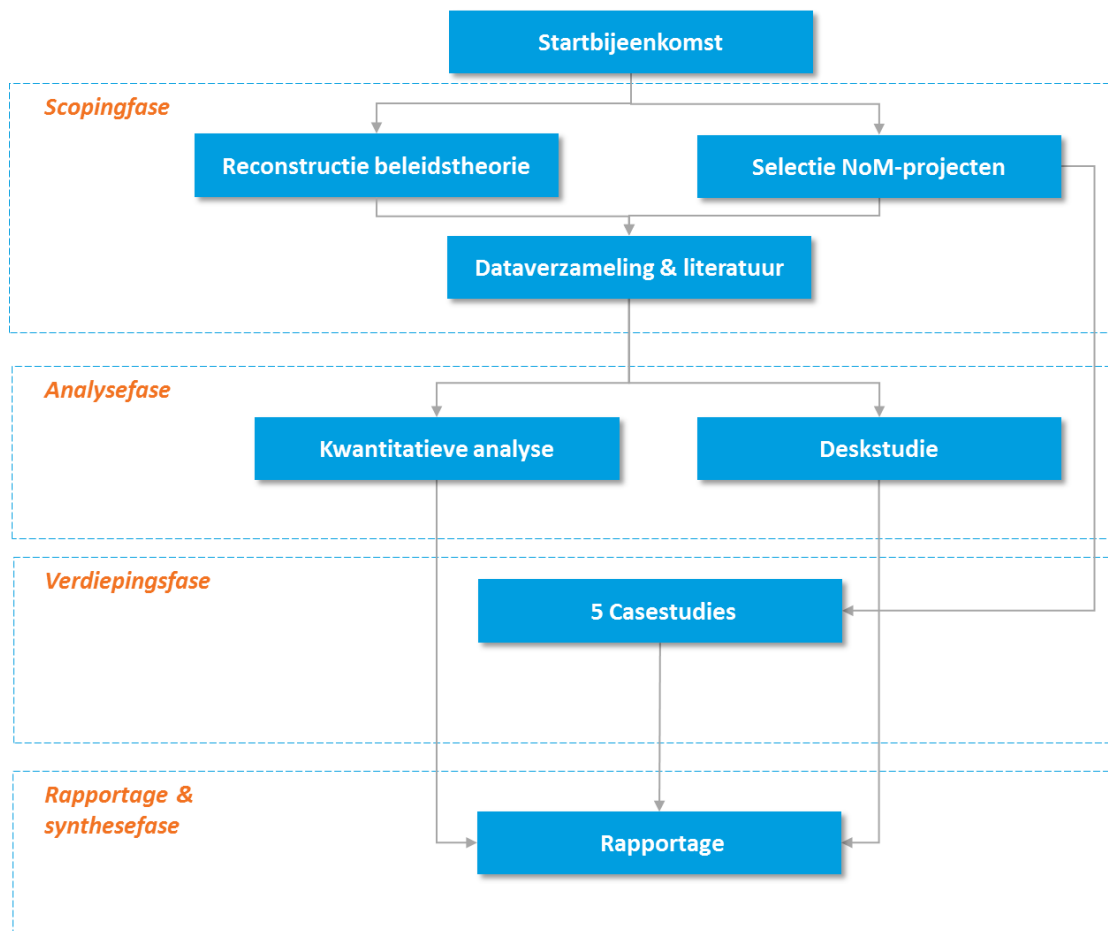 Startbijeenkomst
Scopingfase
Reconstructie beleidstheorie
Selectie NoM-projecten
Dataverzameling & literatuur
Analysefase
Kwantitatieve analyse
Deskstudie
Verdiepingsfase
5 Casestudies
Rapportage &
synthesefase
Rapportage